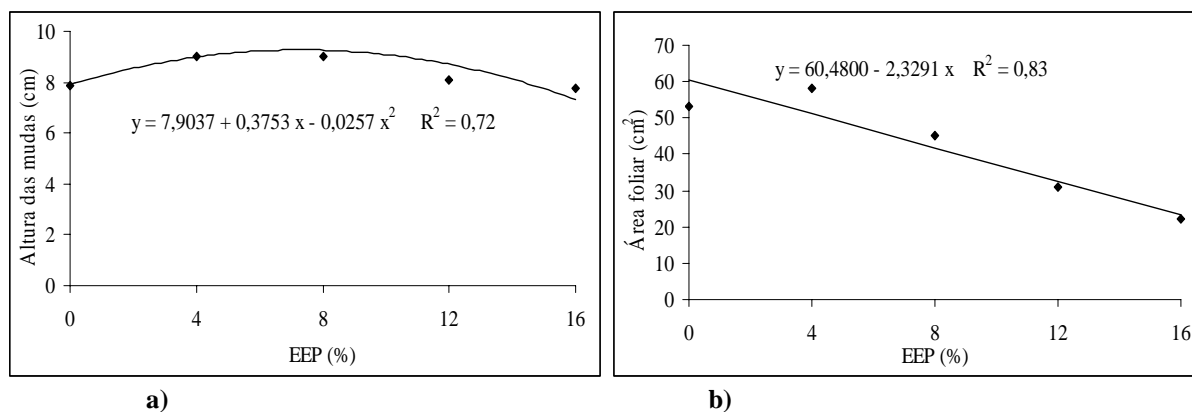 Altura das mudas (cm)
10
8
6
4
2
0
y = 7,9037 + 0,3753 x - 0,0257 x² R² = 0,72
0 4 8 12 16
EEP (%)
a)
Área foliar (cm²)
70
60
50
40
30
20
10
0
y = 60,4800 - 2,3291 x R² = 0,83
0 4 8 12 16
EEP (%)
b)